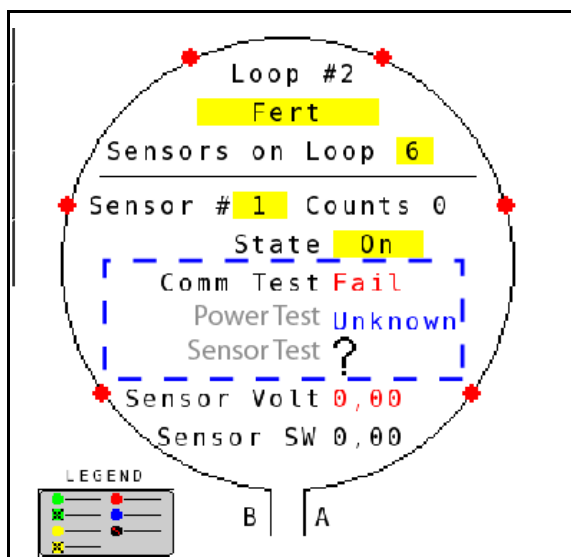 Loop #2
Fert
Sensors on Loop 6
Sensor # 1 Counts 0
State On
Comm Test Fail
Power Test Unknown
Sensor Test ?
Sensor Volt 0,00
Sensor SW 0,00
LEGEND
B A